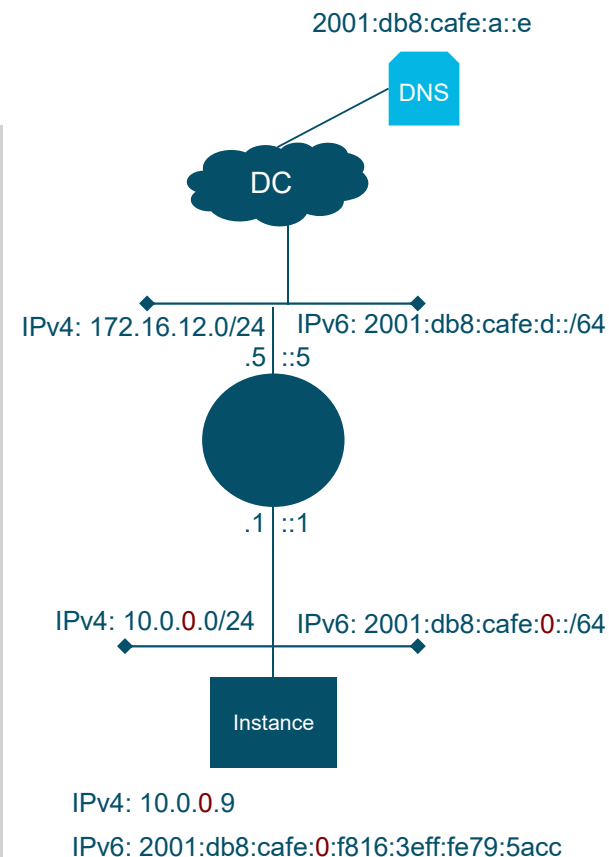 2001:db8:cafe:a::e
DNS
DC
IPv4: 172.16.12.0/24
IPv6: 2001:db8:cafe:d::/64
.5
::5
.1
::1
IPv4: 10.0.0.0/24
IPv6: 2001:db8:cafe:0::/64
Instance
IPv4: 10.0.0.9
IPv6: 2001:db8:cafe:0:f816:3eff:fe79:5acc